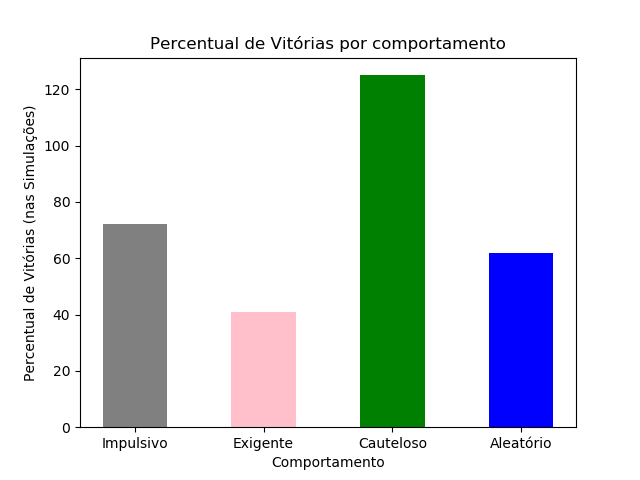 Percentual de Vitórias por comportamento
Percentual de Vitórias (nas Simulações)
120
100
80
60
40
20
0
Impulsivo
Exigente
Cauteloso
Aleatório
Comportamento